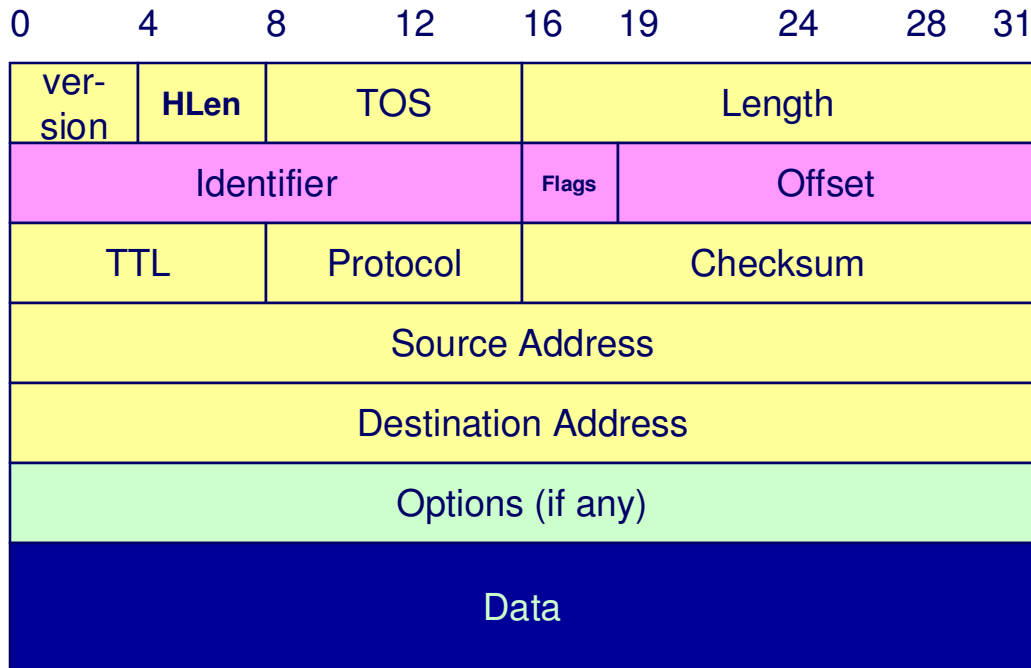 0 4 8 12 16 19 24 28 31
ver-
sion
HLen TOS Length
Identifier Flags Offset
TTL Protocol Checksum
Source Address
Destination Address
Options (if any)
Data